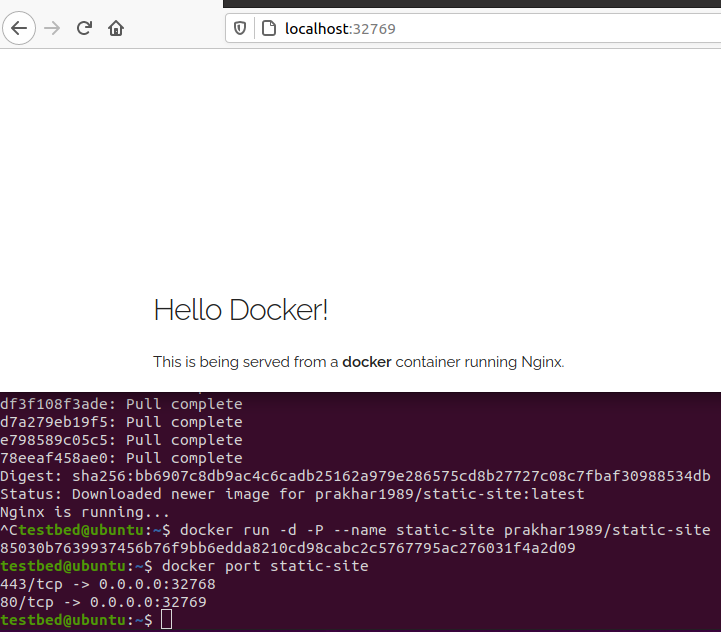 localhost:32769
Hello Docker!
This is being served from a docker container running Nginx.
df3f108f3ade: Pull complete
d7a279eb19f5: Pull complete
e798589c05c5: Pull complete
78eeaf458ae0: Pull complete
Digest: sha256:bb6907c8db9ac4c6cadb25162a979e286575cd8b27727c08c7fbaf30988534db
Status: Downloaded newer image for prakhar1989/static-site:latest
Nginx is running...
^Ctestbed@ubuntu:~$ docker run -d -P --name static-site prakhar1989/static-site
85030b7639937456b76f9bb6edda8210cd98cabc2c5767795ac276031f4a2d09
testbed@ubuntu:~$ docker port static-site
443/tcp -> 0.0.0.0:32768
80/tcp -> 0.0.0.0:32769
testbed@ubuntu:~$